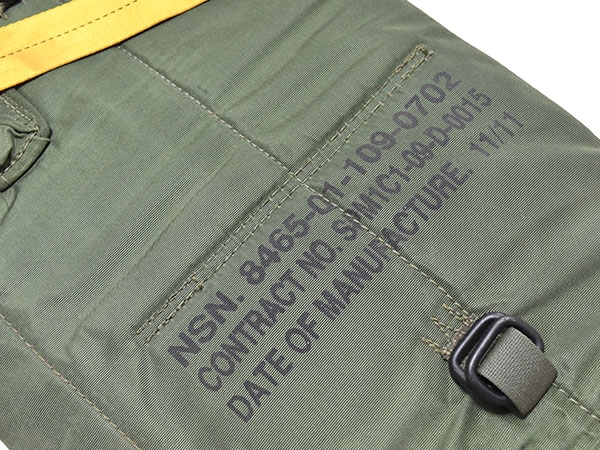 NSN. 8465-01-109-0702
CONTRACT NO. SPM1C1-09-D-0015
DATE OF MANUFACTURE. 11/11